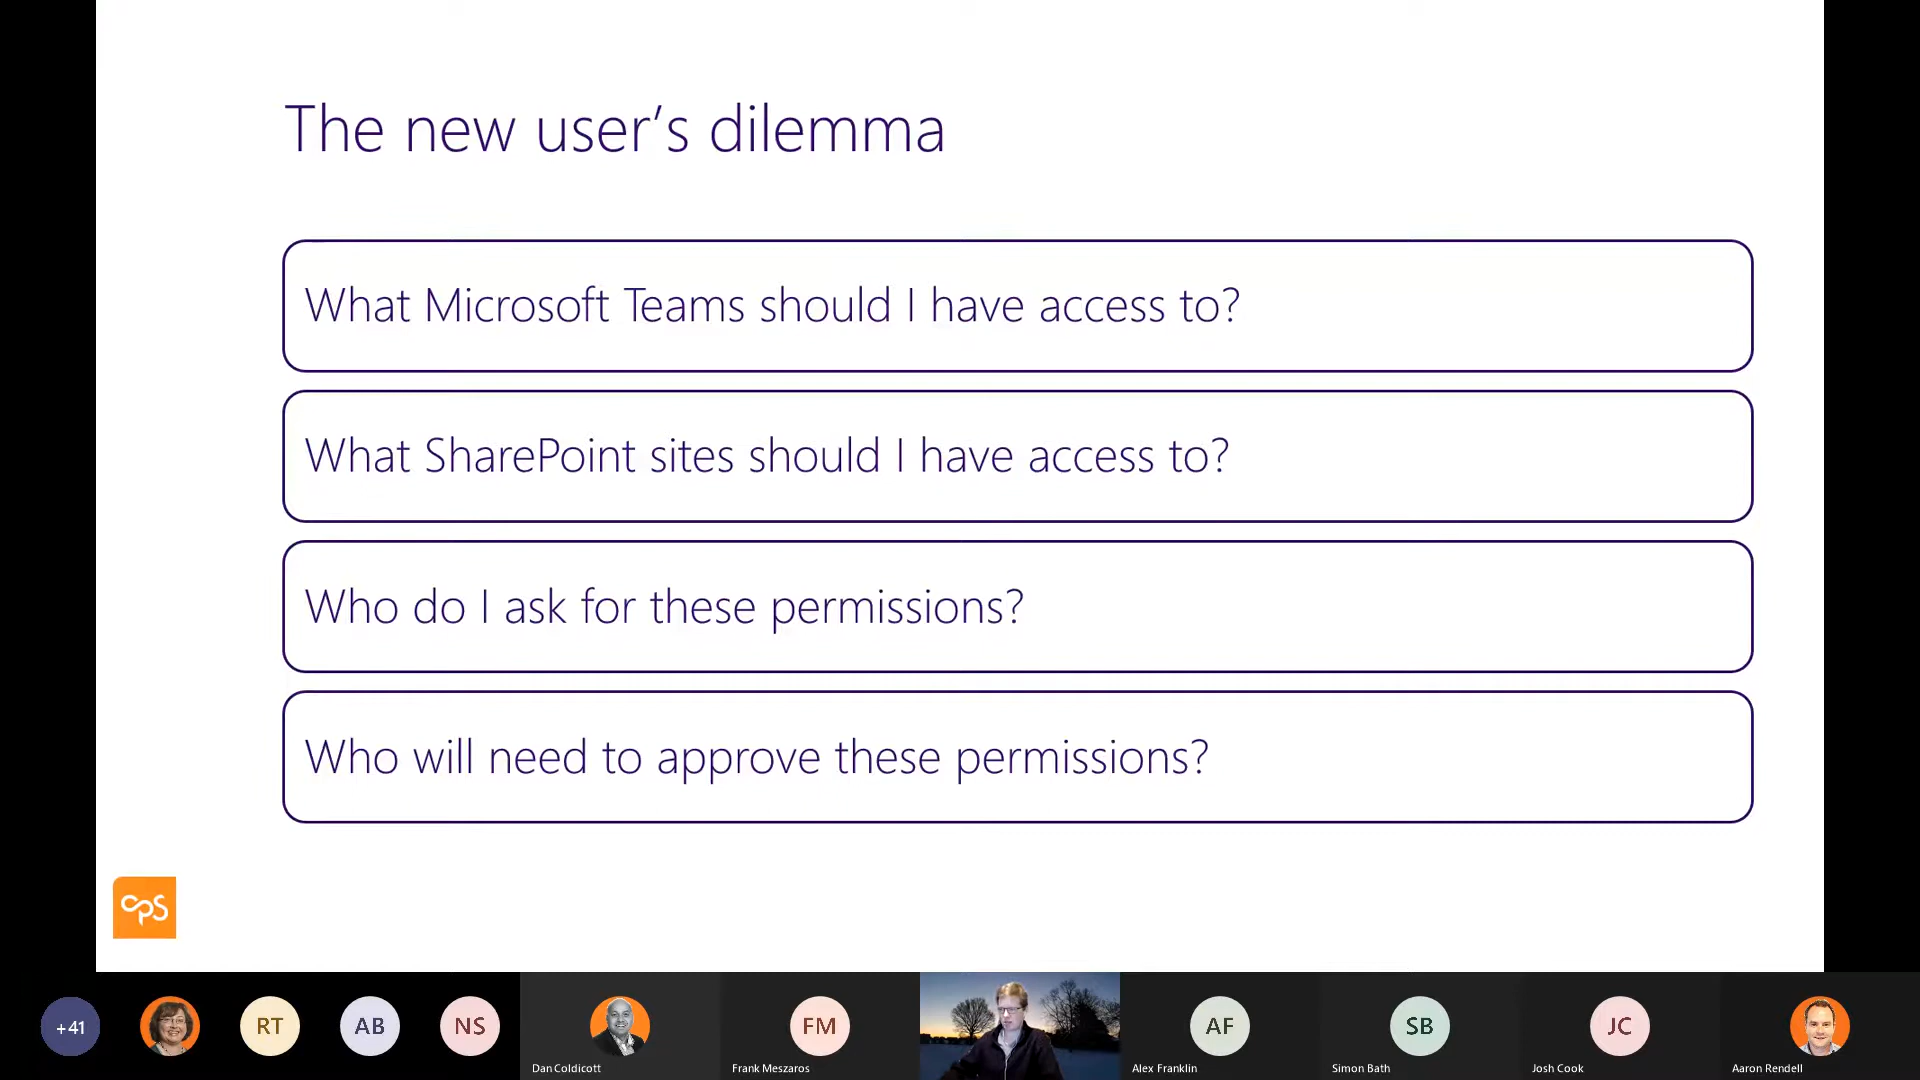 The new user's dilemma
What Microsoft Teams should I have access to?
What SharePoint sites should I have access to?
Who do I ask for these permissions?
Who will need to approve these permissions?
cps
+41
RT
AB
NS
Dan Coldicott
FM
Frank Meszaros
AF
Alex Franklin
SB
Simon Bath
JC
Josh Cook
Aaron Rendell